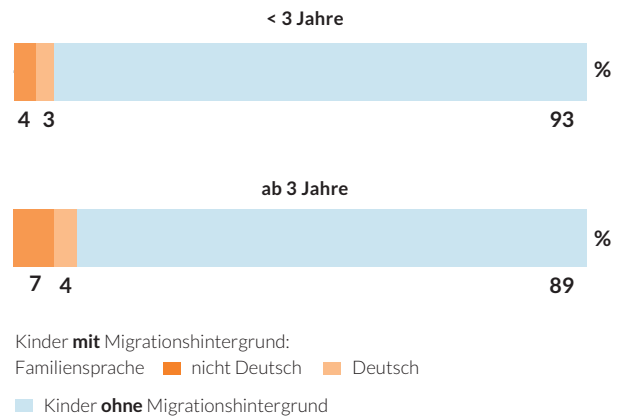 < 3 Jahre
%
4 3 93
ab 3 Jahre
%
7 4 89
Kinder mit Migrationshintergrund:
Familiensprache nicht Deutsch Deutsch
Kinder ohne Migrationshintergrund